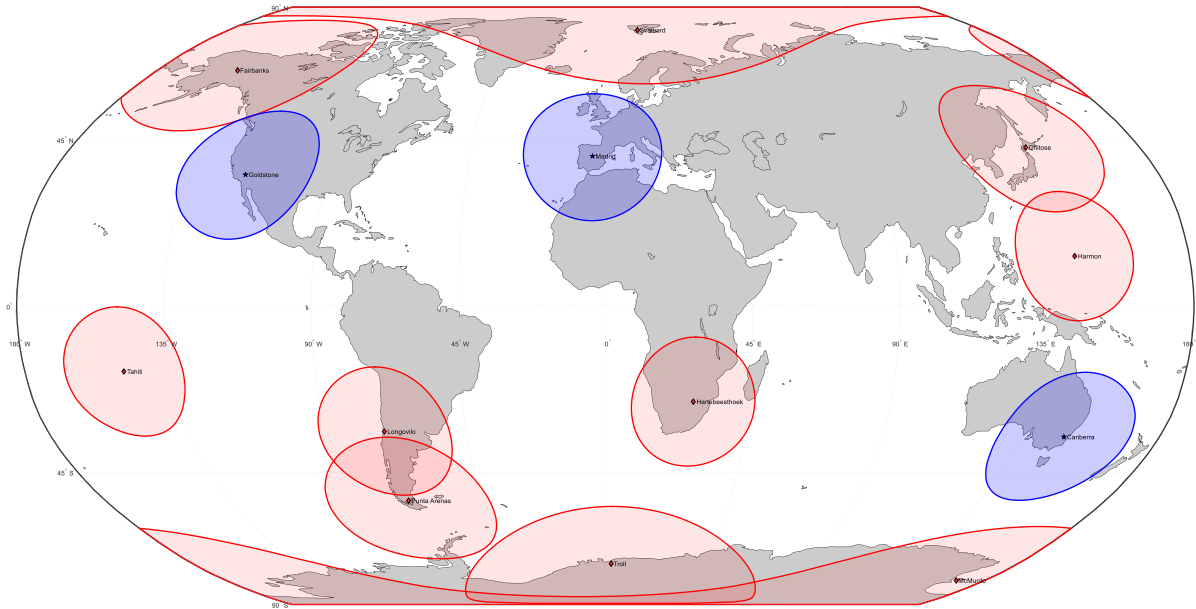 90° N
Svalbard
Fairbanks
45° N
Chitose
Madrid
Goldstone
Harmon
0°
180° W
135° W
90° W
45° W
0°
45° E
90° E
135° E
180°
Tahiti
Hartebeesthoek
Longovilo
Canberra
45° S
Punta Arenas
Troll
McMurdo
90° S